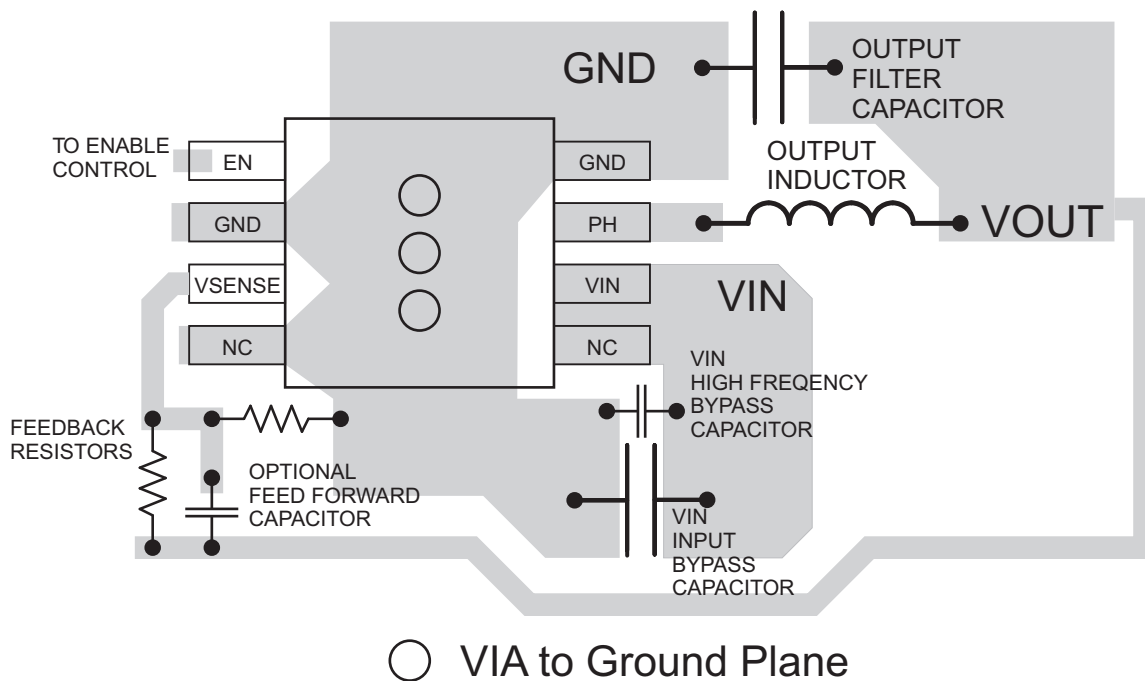 GND
OUTPUT
FILTER
CAPACITOR
TO ENABLE
CONTROL
EN
GND
OUTPUT
INDUCTOR
GND
PH
VOUT
VSENSE
VIN
VIN
NC
NC
VIN
HIGH FREQENCY
BYPASS
CAPACITOR
FEEDBACK
RESISTORS
OPTIONAL
FEED FORWARD
CAPACITOR
VIN
INPUT
BYPASS
CAPACITOR
VIA to Ground Plane